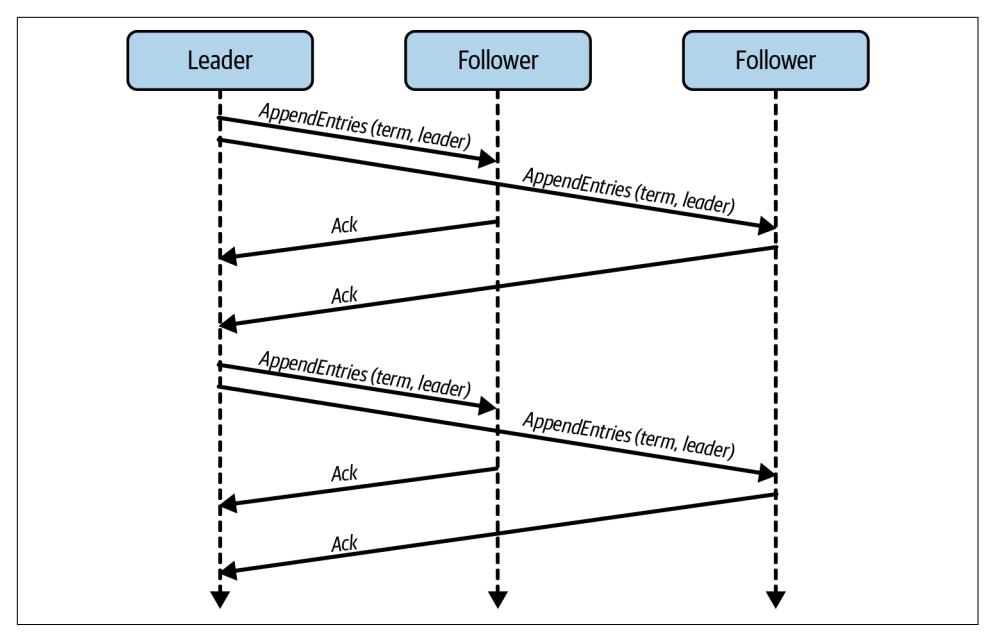 Leader
Follower
Follower
AppendEntries (term, leader)
AppendEntries (term, leader)
Ack
Ack
AppendEntries (term, leader)
AppendEntries (term, leader)
Ack
Ack